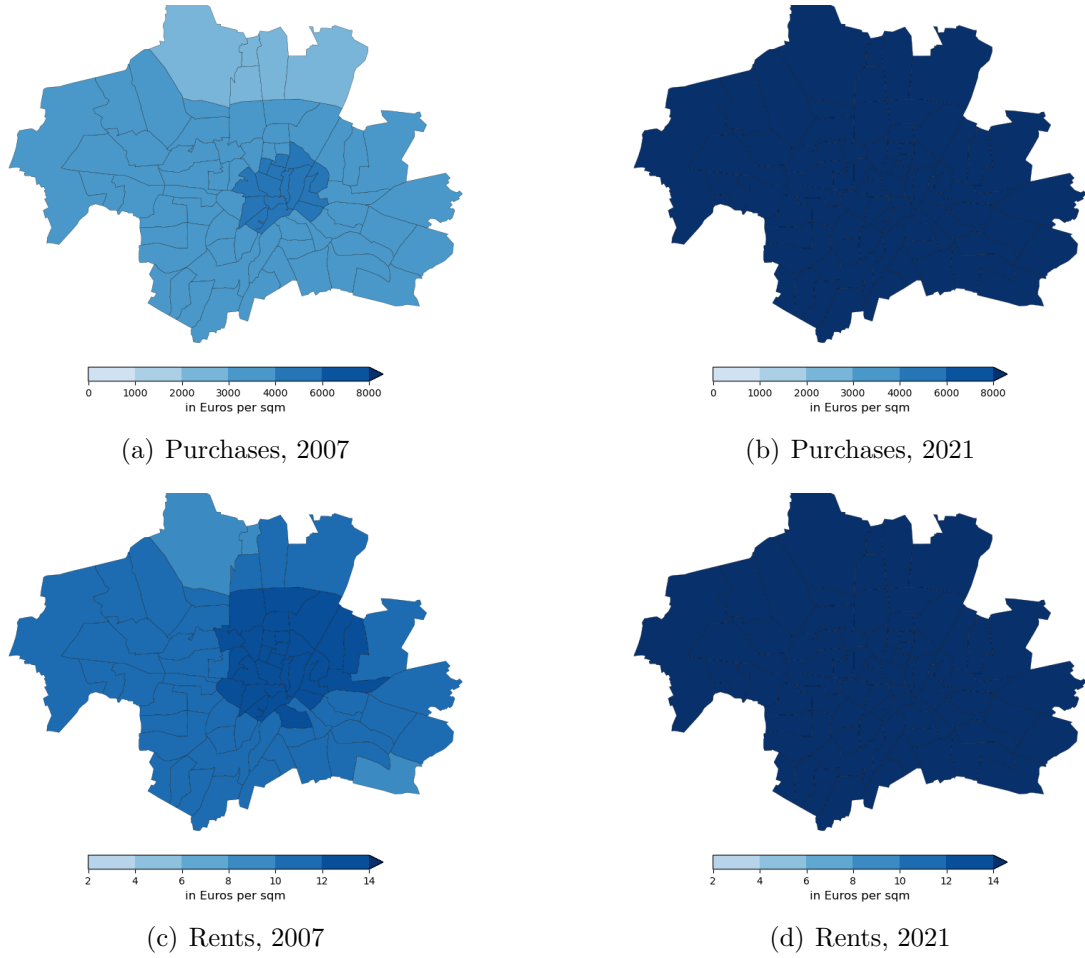 0 1000 2000 3000 4000 6000 8000
in Euros per sqm
(a) Purchases, 2007
0 1000 2000 3000 4000 6000 8000
in Euros per sqm
(b) Purchases, 2021
2 4 6 8 10 12 14
in Euros per sqm
(c) Rents, 2007
2 4 6 8 10 12 14
in Euros per sqm
(d) Rents, 2021